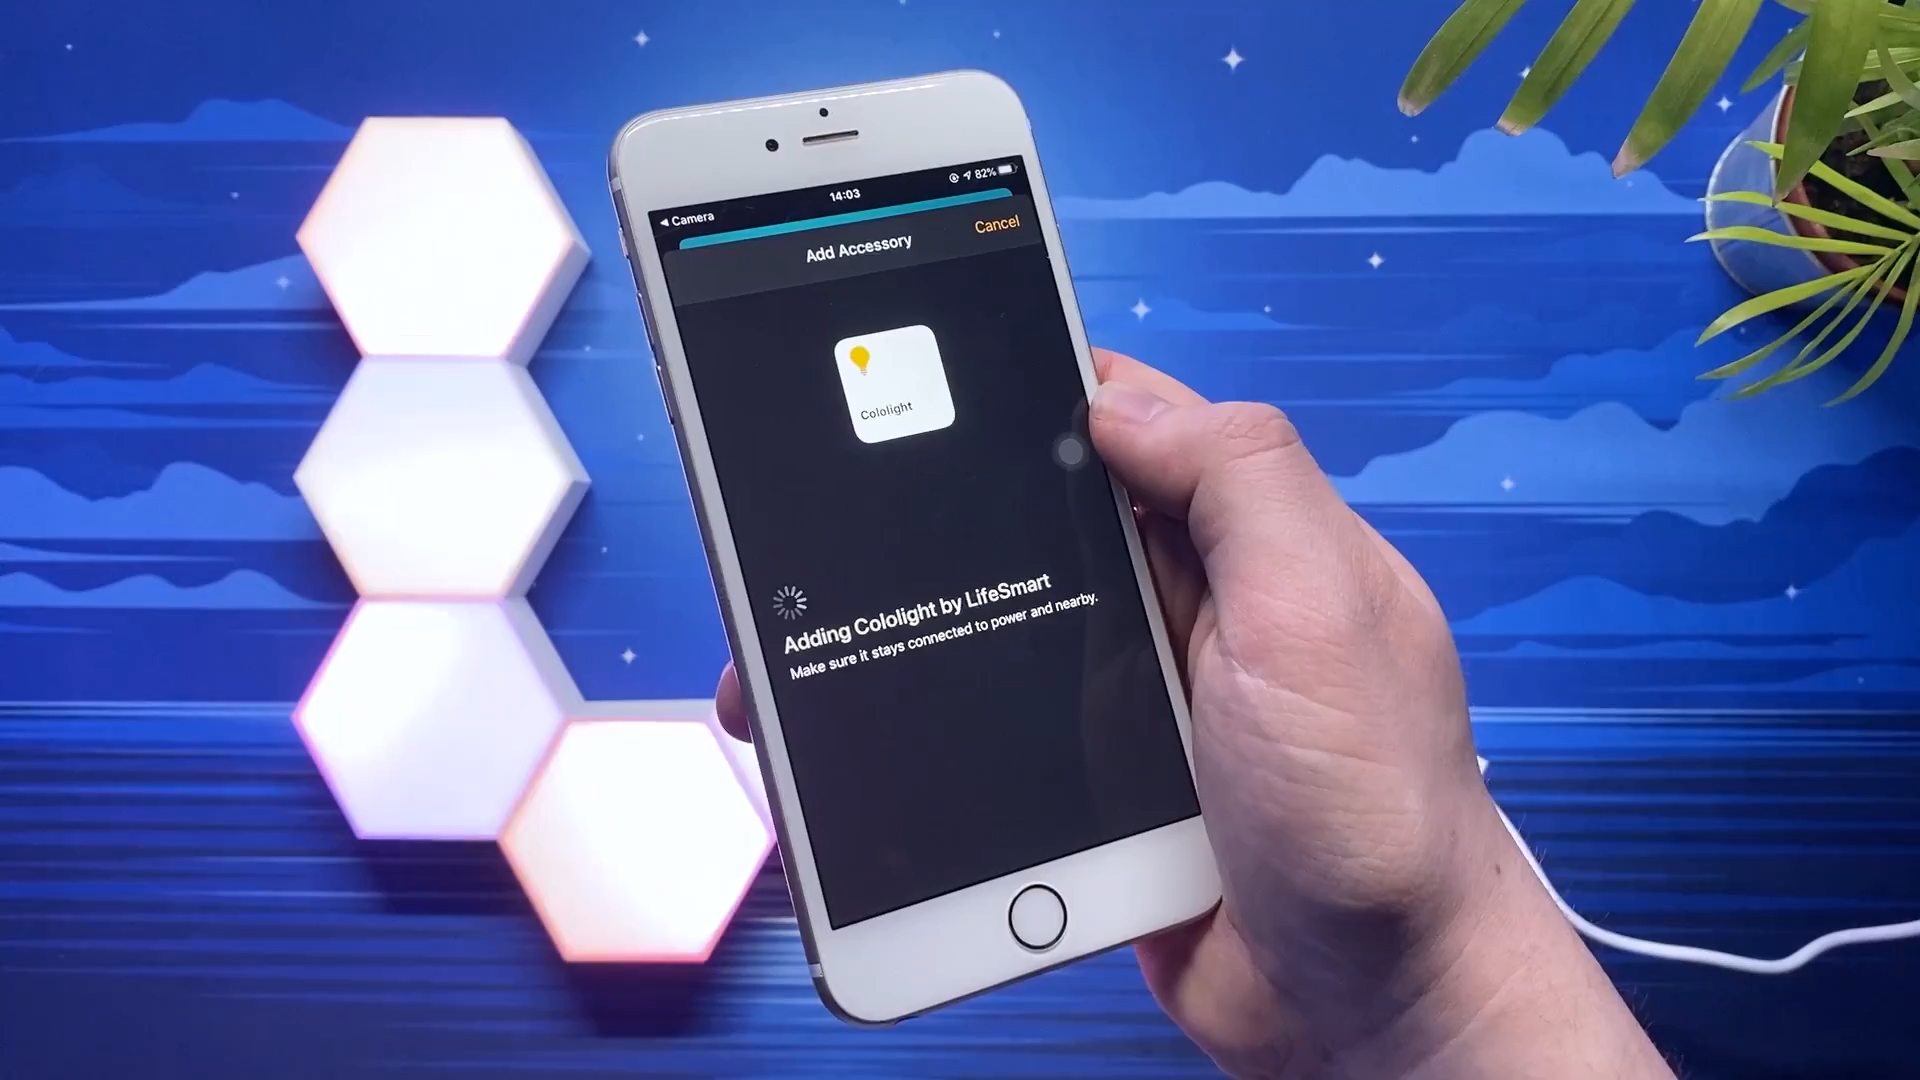 14:03
82%
◀ Camera
Add Accessory
Cancel
Cololight
Adding Cololight by LifeSmart
Make sure it stays connected to power and nearby.